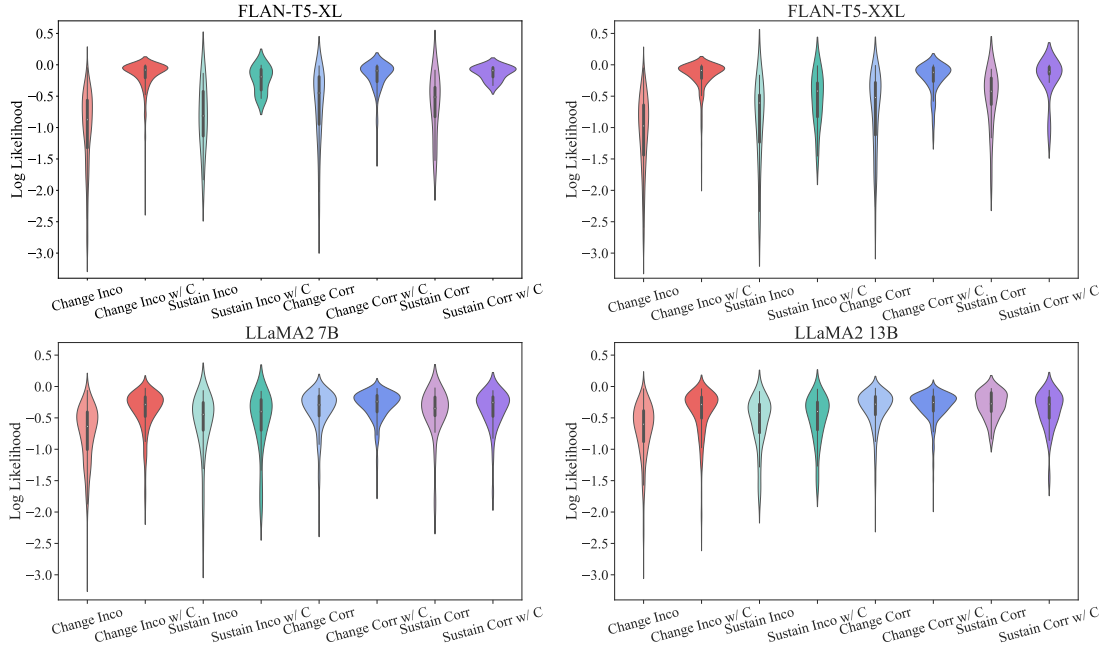 FLAN-T5-XL
FLAN-T5-XXL
Log Likelihood
0.5
0.0
−0.5
−1.0
−1.5
−2.0
−2.5
−3.0
Change Inco
Change Inco w/ C
Sustain Inco
Sustain Inco w/ C
Change Corr
Change Corr w/ C
Sustain Corr
Sustain Corr w/ C
Log Likelihood
0.5
0.0
−0.5
−1.0
−1.5
−2.0
−2.5
−3.0
Change Inco
Change Inco w/ C
Sustain Inco
Sustain Inco w/ C
Change Corr
Change Corr w/ C
Sustain Corr
Sustain Corr w/ C
LLaMA2 7B
LLaMA2 13B
Log Likelihood
0.5
0.0
−0.5
−1.0
−1.5
−2.0
−2.5
−3.0
Change Inco
Change Inco w/ C
Sustain Inco
Sustain Inco w/ C
Change Corr
Change Corr w/ C
Sustain Corr
Sustain Corr w/ C
Log Likelihood
0.5
0.0
−0.5
−1.0
−1.5
−2.0
−2.5
−3.0
Change Inco
Change Inco w/ C
Sustain Inco
Sustain Inco w/ C
Change Corr
Change Corr w/ C
Sustain Corr
Sustain Corr w/ C